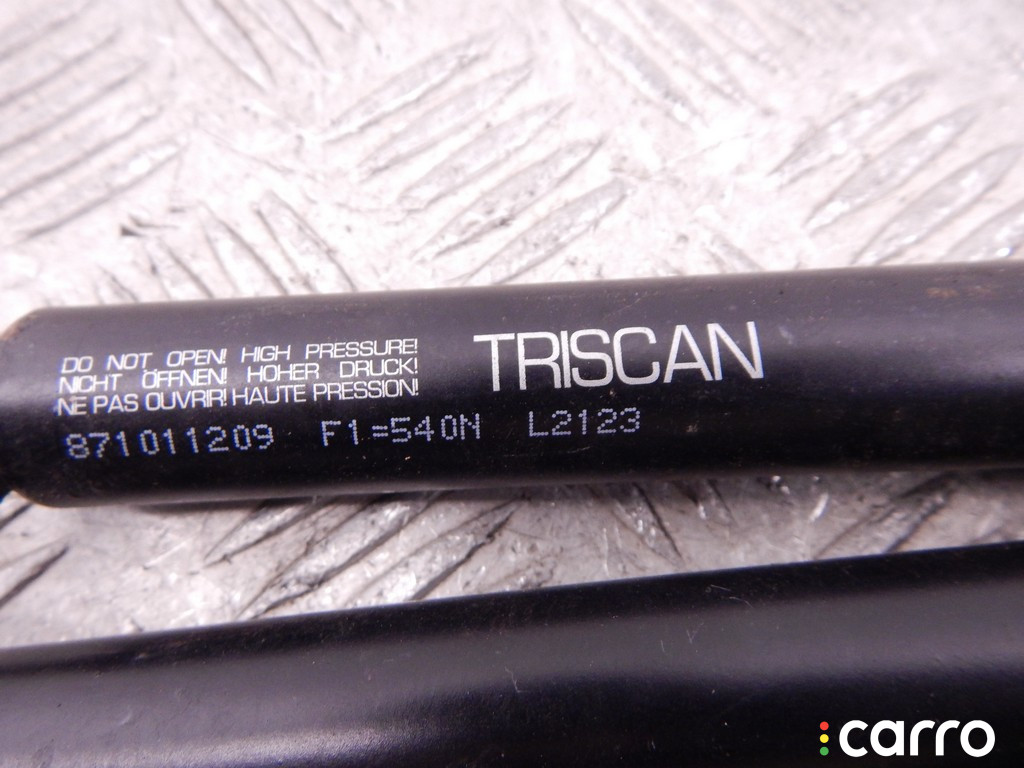 DO NOT OPEN! HIGH PRESSURE!
NICHT ÖFFNEN! HOHER DRUCK!
NE PAS OUVRIR! HAUTE PRESSION!
TRISCAN
871011209 F1=540N L2123
carro